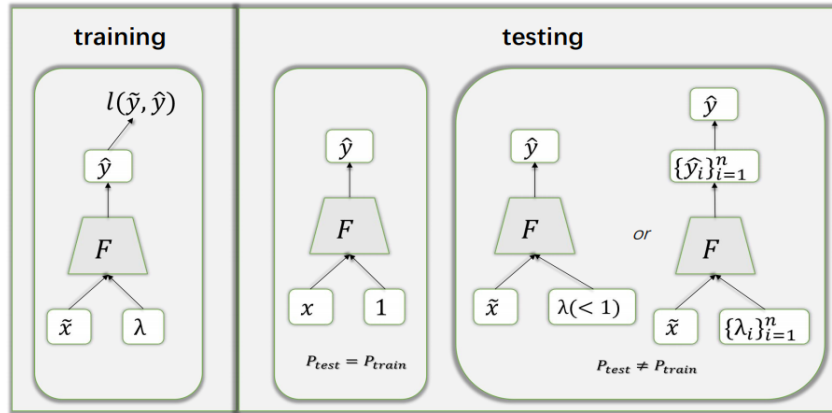 training
l(ỹ, ŷ)
ŷ
F
x̃ λ
testing
ŷ
F
x 1
P_test = P_train
ŷ
F
x̃ λ(< 1)
or
ŷ
{ŷ_i}_{i=1}^n
F
x̃ {λ_i}_{i=1}^n
P_test ≠ P_train